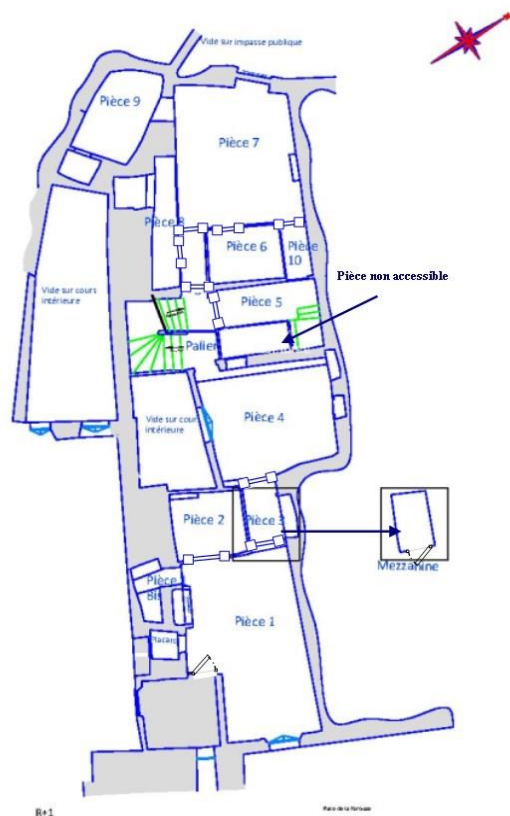 Vide sur impasse publique
Pièce 9
Pièce 7
Pièce 8
Pièce 6
Pièce
10
Pièce non accessible
Vide sur cours
intérieure
Pièce 5
Palier
Vide sur cour
intérieure
Pièce 4
Pièce 2
Pièce 3
Mezzanine
Pièce
Bis
Pièce 1
Placard
R+1